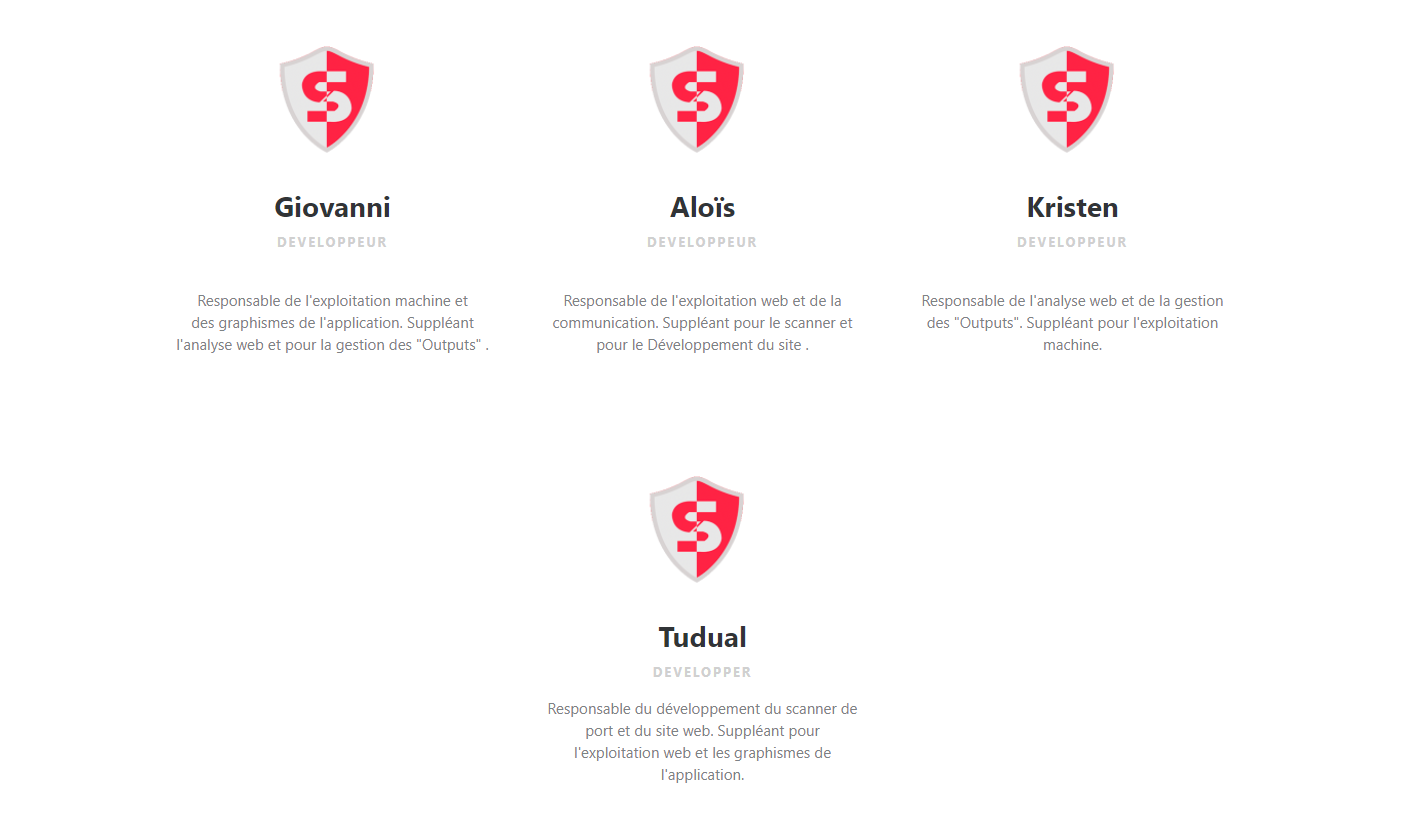 Giovanni
DEVELOPPEUR
Responsable de l'exploitation machine et
des graphismes de l'application. Suppléant
l'analyse web et pour la gestion des "Outputs" .
Aloïs
DEVELOPPEUR
Responsable de l'exploitation web et de la
communication. Suppléant pour le scanner et
pour le Développement du site .
Kristen
DEVELOPPEUR
Responsable de l'analyse web et de la gestion
des "Outputs". Suppléant pour l'exploitation
machine.
Tudual
DEVELOPPER
Responsable du développement du scanner de
port et du site web. Suppléant pour
l'exploitation web et les graphismes de
l'application.